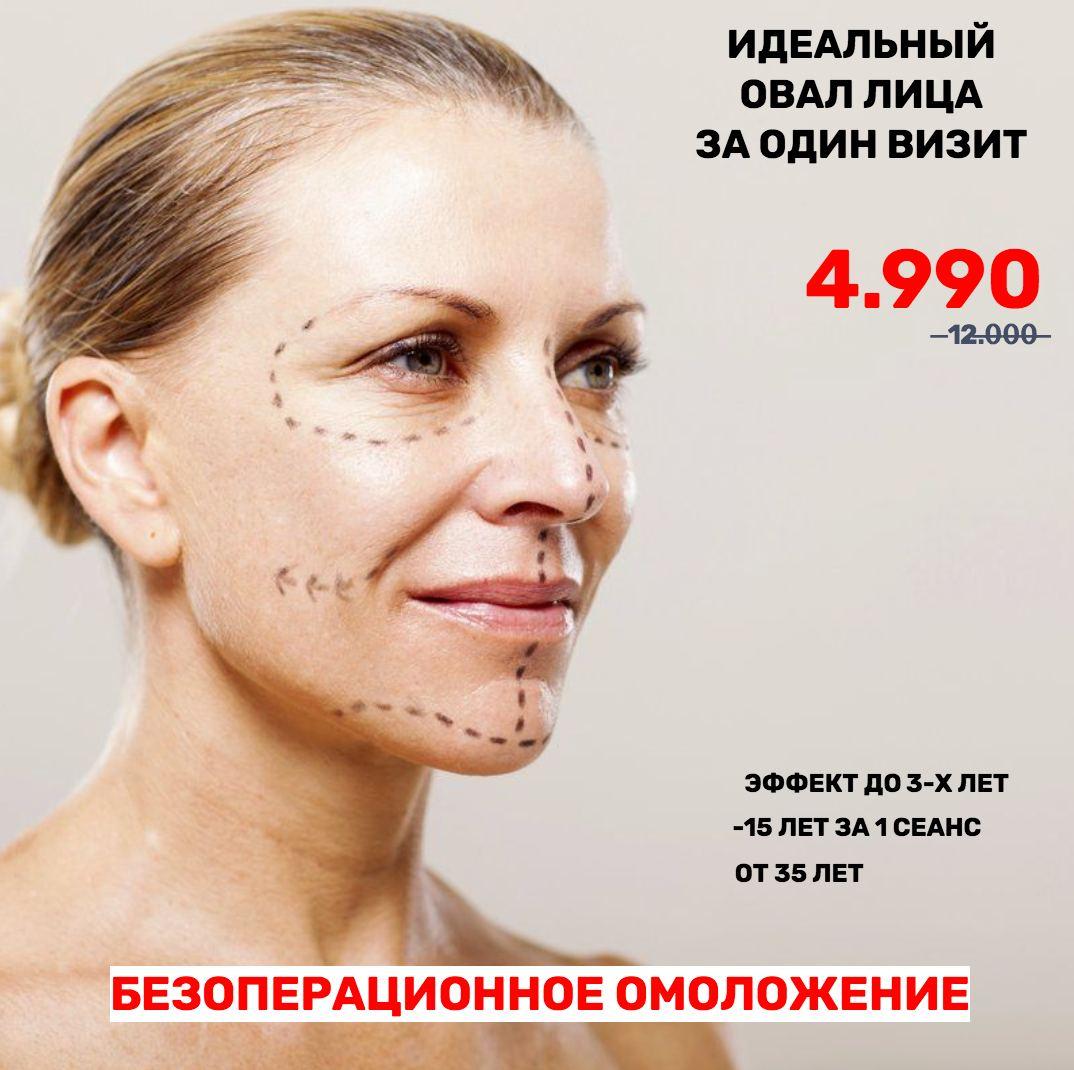 ИДЕАЛЬНЫЙ
ОВАЛ ЛИЦА
ЗА ОДИН ВИЗИТ
4.990
12.000
ЭФФЕКТ ДО 3-Х ЛЕТ
-15 ЛЕТ ЗА 1 СЕАНС
ОТ 35 ЛЕТ
БЕЗОПЕРАЦИОННОЕ ОМОЛОЖЕНИЕ